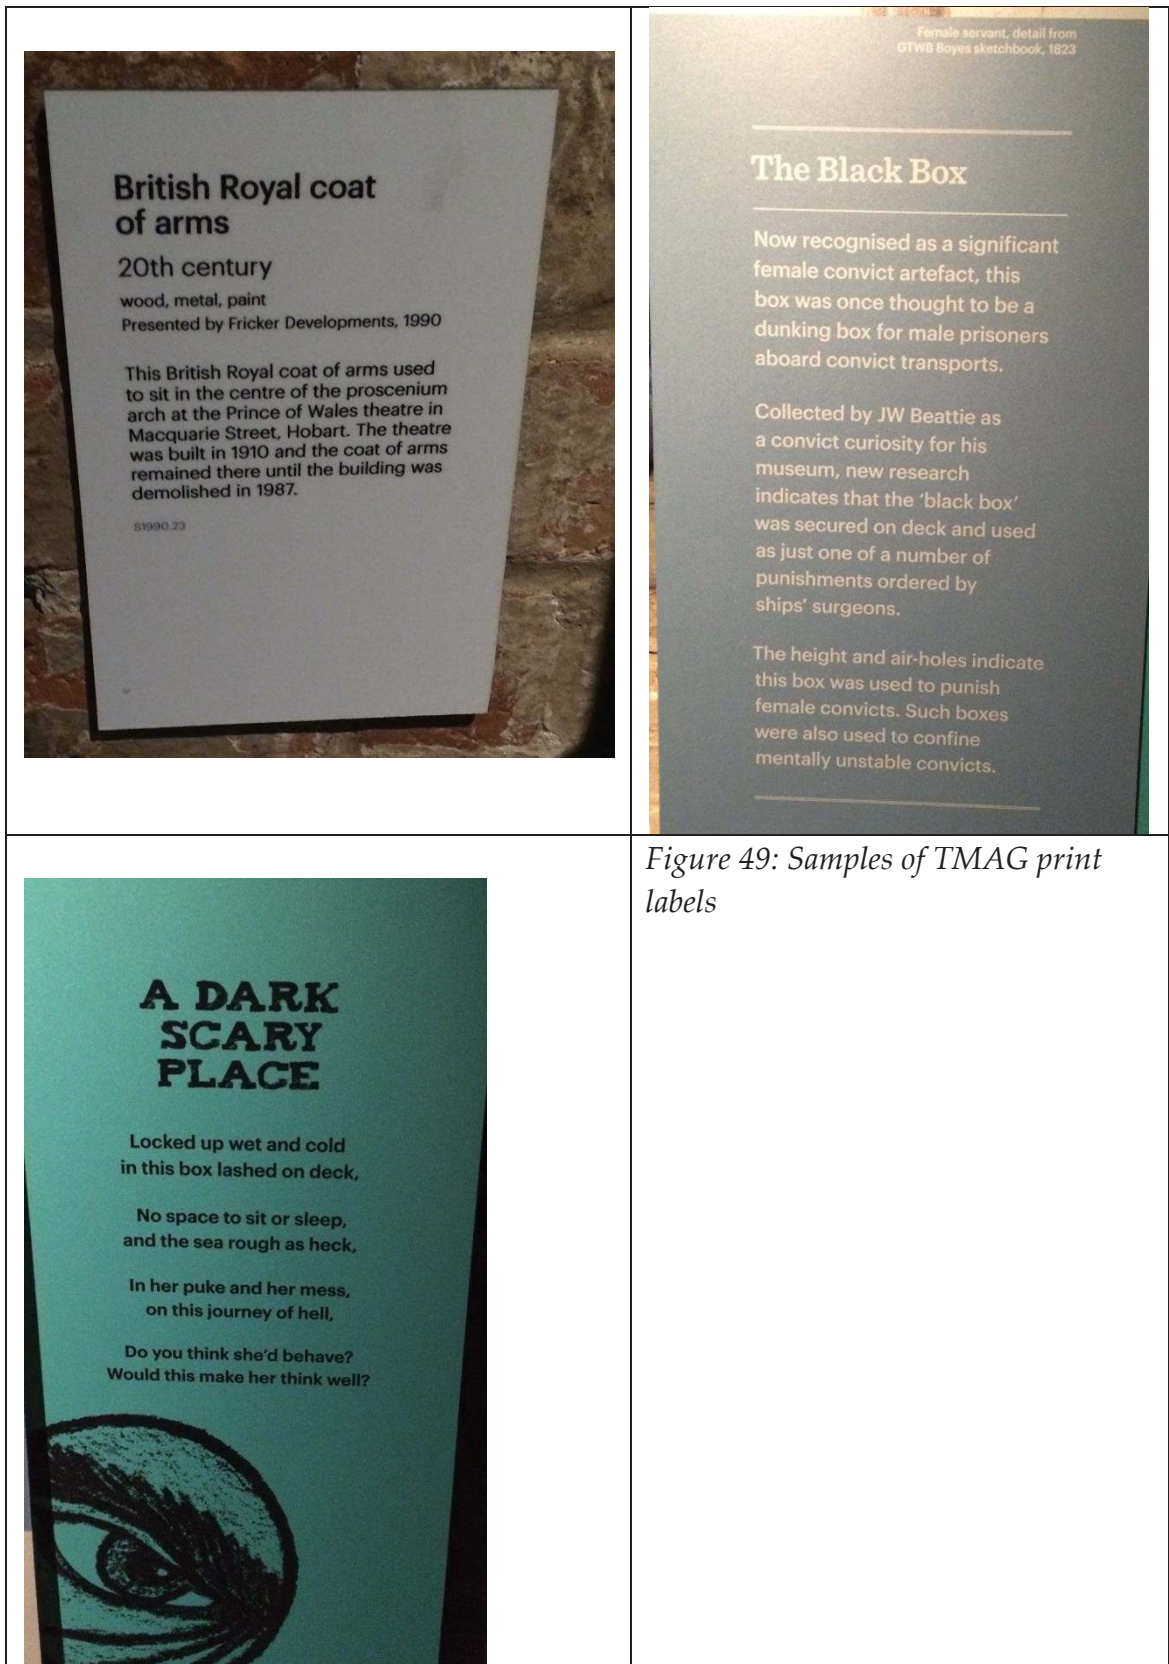 British Royal coat
of arms
20th century
wood, metal, paint
Presented by Fricker Developments, 1990
This British Royal coat of arms used
to sit in the centre of the proscenium
arch at the Prince of Wales theatre in
Macquarie Street, Hobart. The theatre
was built in 1910 and the coat of arms
remained there until the building was
demolished in 1987.
S1990.23
Female servant, detail from
GTWB Boyes sketchbook, 1823
The Black Box
Now recognised as a significant
female convict artefact, this
box was once thought to be a
dunking box for male prisoners
aboard convict transports.
Collected by JW Beattie as
a convict curiosity for his
museum, new research
indicates that the ‘black box’
was secured on deck and used
as just one of a number of
punishments ordered by
ships’ surgeons.
The height and air-holes indicate
this box was used to punish
female convicts. Such boxes
were also used to confine
mentally unstable convicts.
A DARK
SCARY
PLACE
Locked up wet and cold
in this box lashed on deck,
No space to sit or sleep,
and the sea rough as heck,
In her puke and her mess,
on this journey of hell,
Do you think she’d behave?
Would this make her think well?
Figure 49: Samples of TMAG print
labels